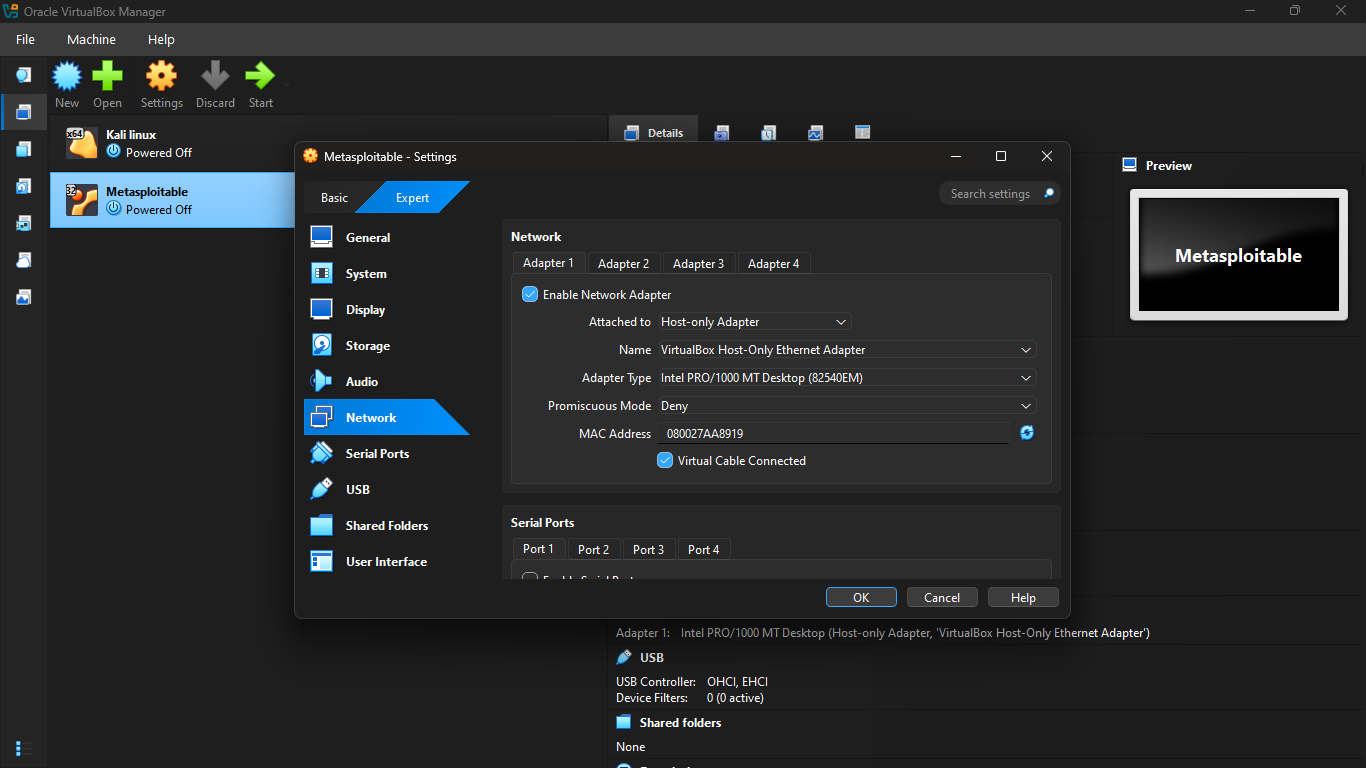 Oracle VirtualBox Manager
File Machine Help
New Open Settings Discard Start
x64 Kali linux
Powered Off
32 Metasploitable
Powered Off
Details
Preview
Metasploitable
Metasploitable - Settings
Basic Expert Search settings
General
System
Display
Storage
Audio
Network
Serial Ports
USB
Shared Folders
User Interface
Network
Adapter 1 Adapter 2 Adapter 3 Adapter 4
Enable Network Adapter
Attached to Host-only Adapter
Name VirtualBox Host-Only Ethernet Adapter
Adapter Type Intel PRO/1000 MT Desktop (82540EM)
Promiscuous Mode Deny
MAC Address 080027AA8919
Virtual Cable Connected
Serial Ports
Port 1 Port 2 Port 3 Port 4
OK Cancel Help
Adapter 1: Intel PRO/1000 MT Desktop (Host-only Adapter, 'VirtualBox Host-Only Ethernet Adapter')
USB
USB Controller: OHCI, EHCI
Device Filters: 0 (0 active)
Shared folders
None